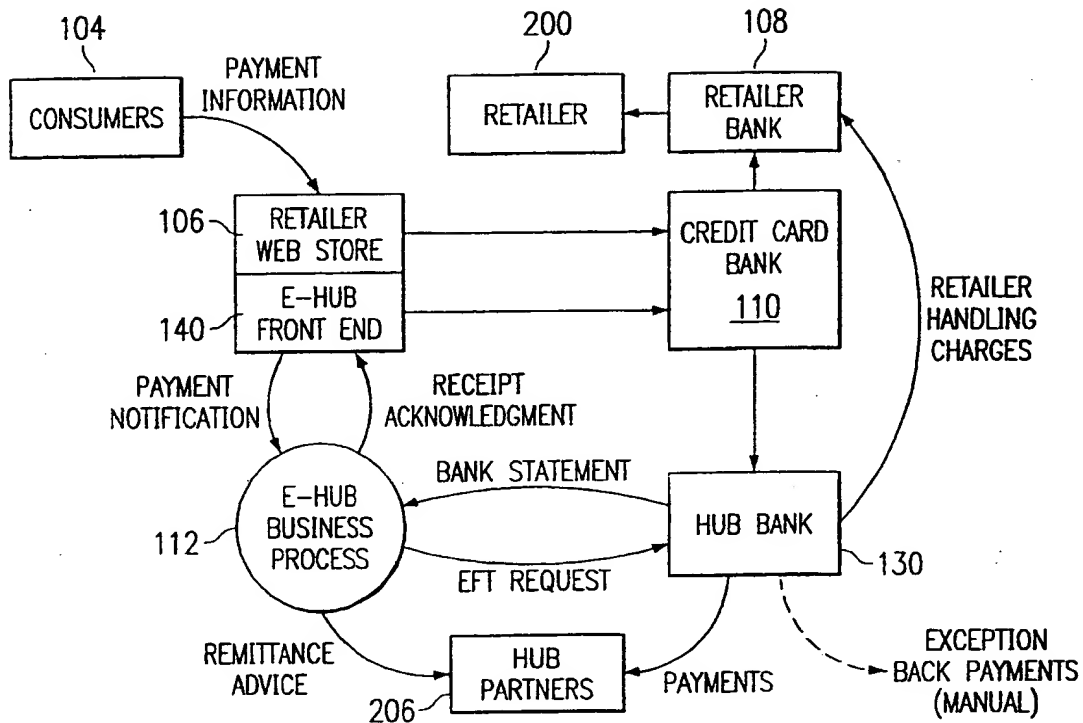 104
200
108
CONSUMERS
PAYMENT
INFORMATION
RETAILER
RETAILER
BANK
106
RETAILER
WEB STORE
140
E-HUB
FRONT END
CREDIT CARD
BANK
110
RETAILER
HANDLING
CHARGES
PAYMENT
NOTIFICATION
RECEIPT
ACKNOWLEDGMENT
112
E-HUB
BUSINESS
PROCESS
BANK STATEMENT
EFT REQUEST
HUB BANK
130
REMITTANCE
ADVICE
HUB
PARTNERS
206
PAYMENTS
EXCEPTION
BACK PAYMENTS
(MANUAL)